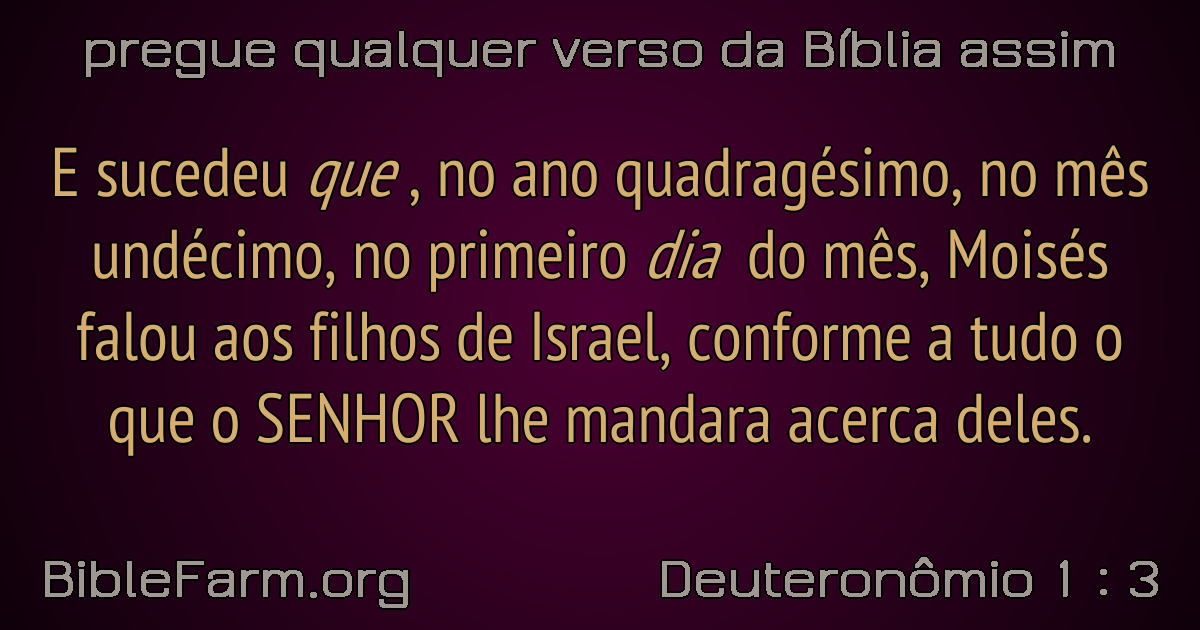 pregue qualquer verso da Bíblia assim
E sucedeu que , no ano quadragésimo, no mês
undécimo, no primeiro dia do mês, Moisés
falou aos filhos de Israel, conforme a tudo o
que o SENHOR lhe mandara acerca deles.
BibleFarm.org
Deuteronômio 1 : 3